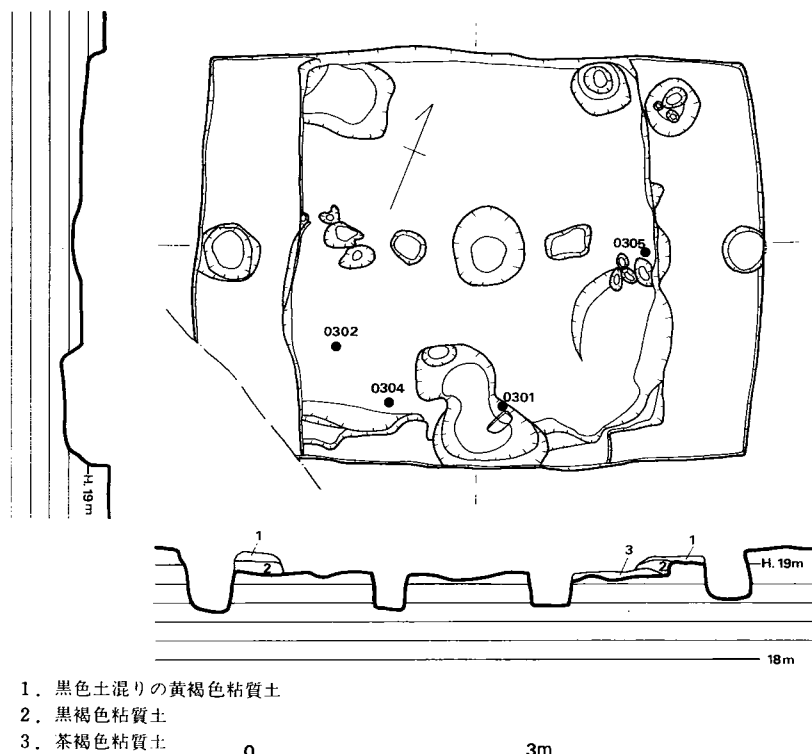 0305
0302
0304
0301
H. 19m
1
1
3
2
2
H. 19m
18m
1. 黒色土混りの黄褐色粘質土
2. 黒褐色粘質土
3. 茶褐色粘質土
0 3m